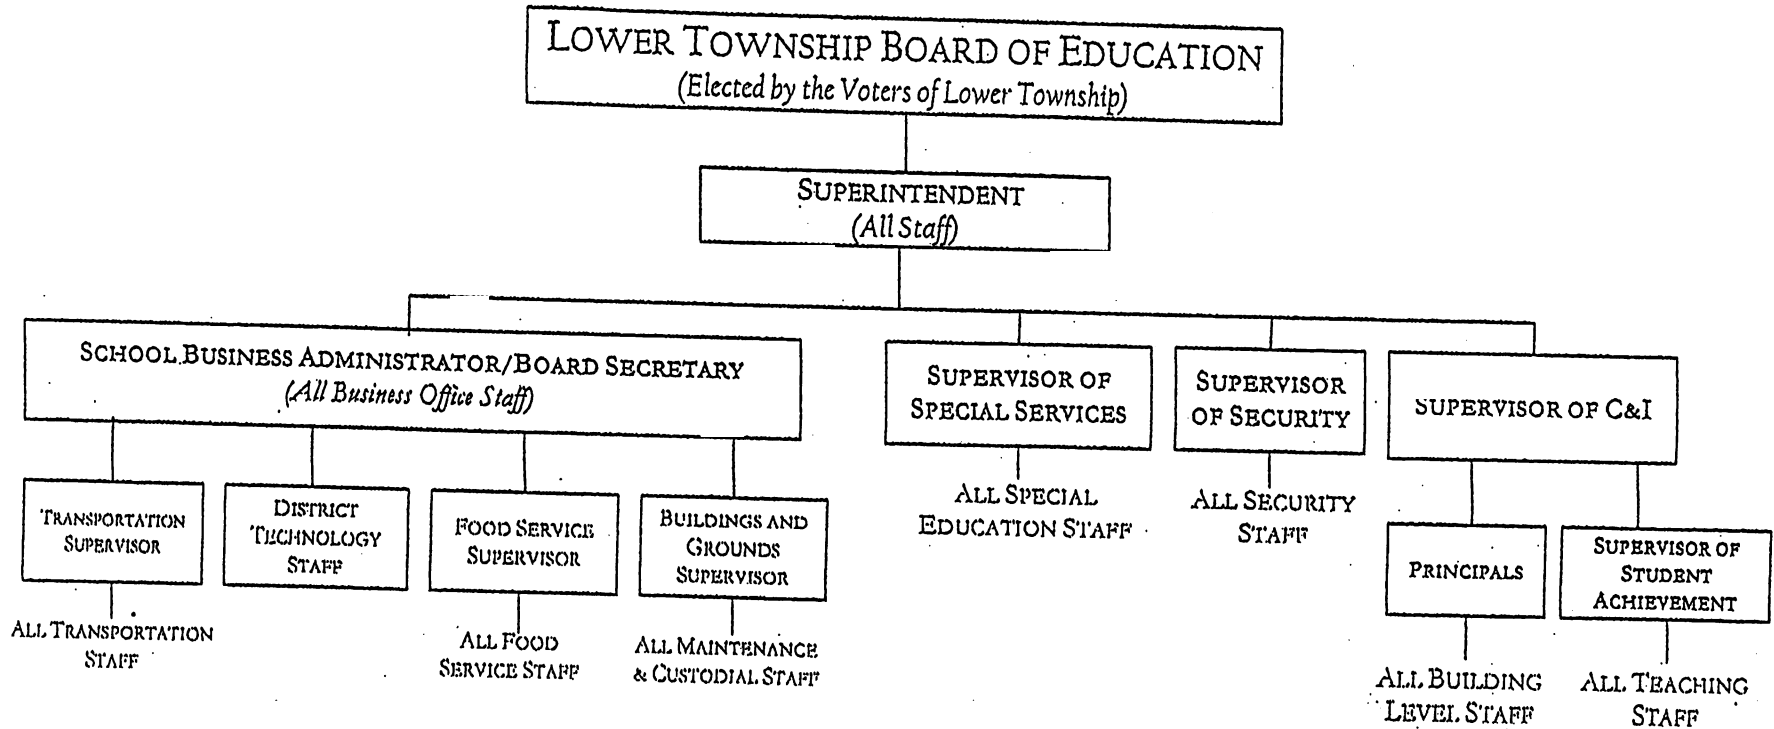 LOWER TOWNSHIP BOARD OF EDUCATION
(Elected by the Voters of Lower Township)
SUPERINTENDENT
(All Staff)
SCHOOL BUSINESS ADMINISTRATOR/BOARD SECRETARY
(All Business Office Staff)
SUPERVISOR OF
SPECIAL SERVICES
SUPERVISOR
OF SECURITY
SUPERVISOR OF C&I
TRANSPORTATION
SUPERVISOR
DISTRICT
TECHNOLOGY
STAFF
FOOD SERVICE
SUPERVISOR
BUILDINGS AND
GROUNDS
SUPERVISOR
ALL SPECIAL
EDUCATION STAFF
ALL SECURITY
STAFF
PRINCIPALS
SUPERVISOR OF
STUDENT
ACHIEVEMENT
ALL TRANSPORTATION
STAFF
ALL FOOD
SERVICE STAFF
ALL MAINTENANCE
& CUSTODIAL STAFF
ALL BUILDING
LEVEL STAFF
ALL TEACHING
STAFF